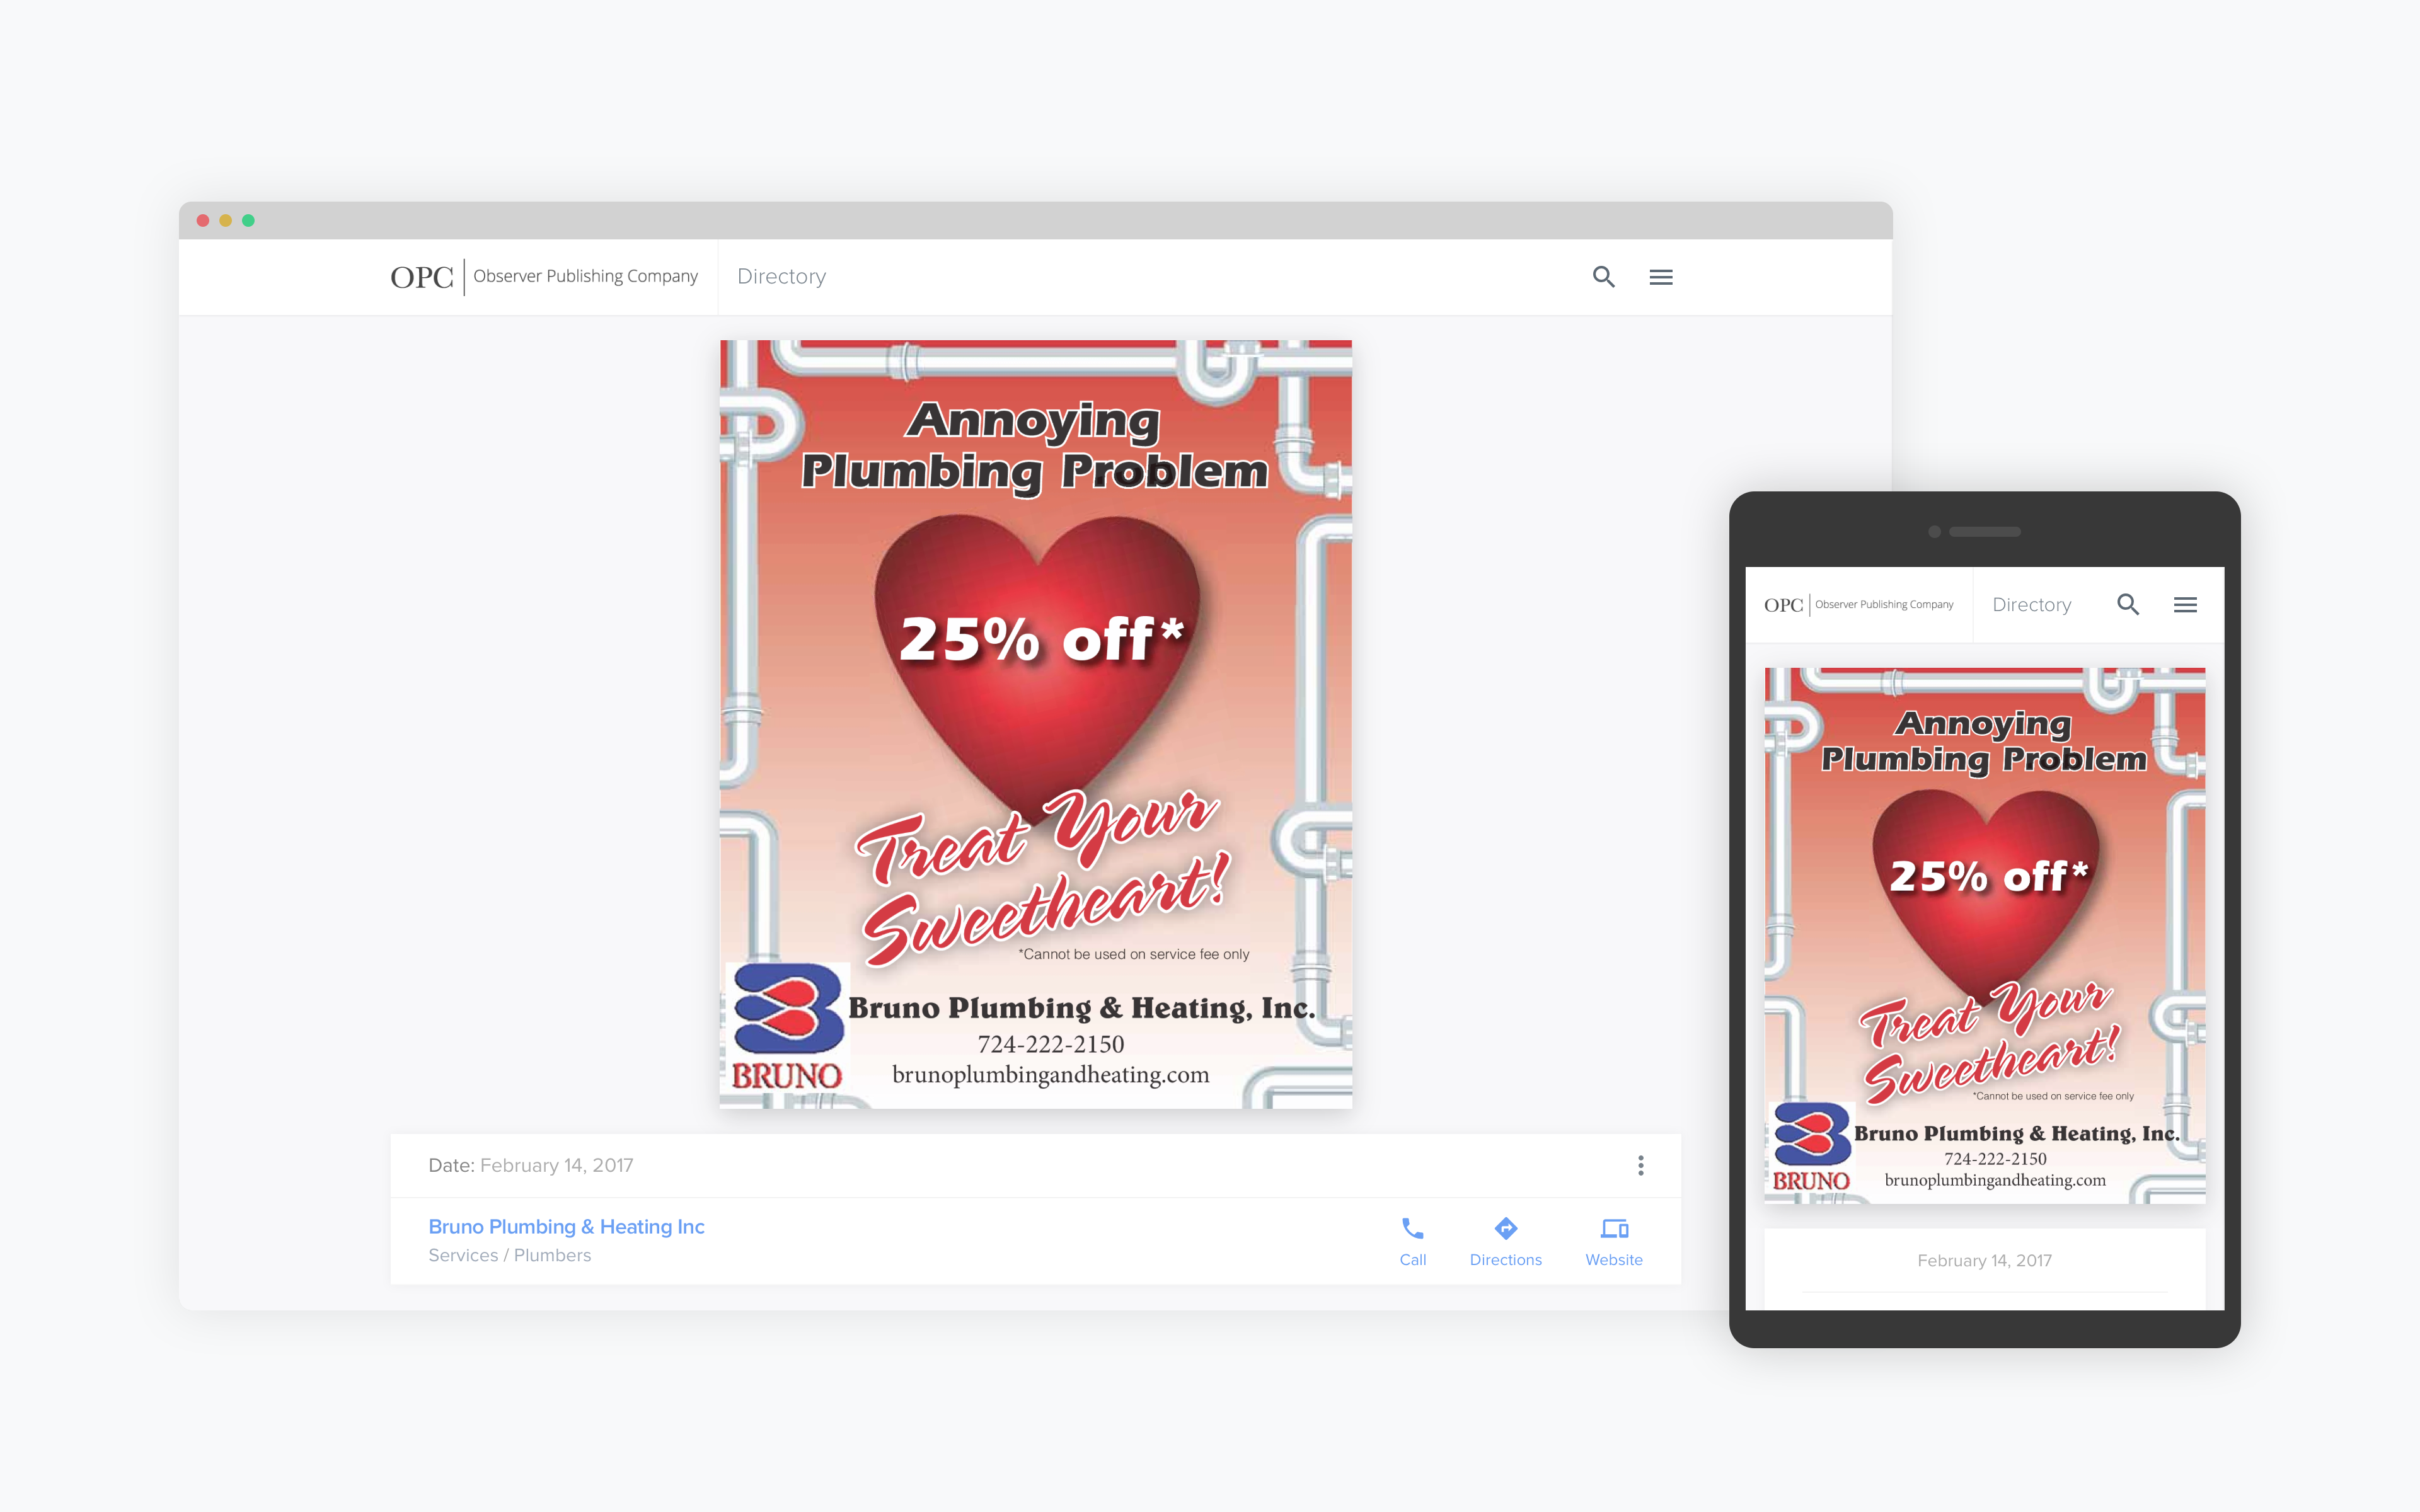 OPC | Observer Publishing Company
Directory
Annoying
Plumbing Problem
25% off*
Treat Your
Sweetheart!
*Cannot be used on service fee only
Bruno Plumbing & Heating, Inc.
724-222-2150
BRUNO
brunoplumbingandheating.com
Date: February 14, 2017
Bruno Plumbing & Heating Inc
Services / Plumbers
Call
Directions
Website
OPC | Observer Publishing Company
Directory
Annoying
Plumbing Problem
25% off*
Treat Your
Sweetheart!
*Cannot be used on service fee only
Bruno Plumbing & Heating, Inc.
724-222-2150
BRUNO
brunoplumbingandheating.com
February 14, 2017